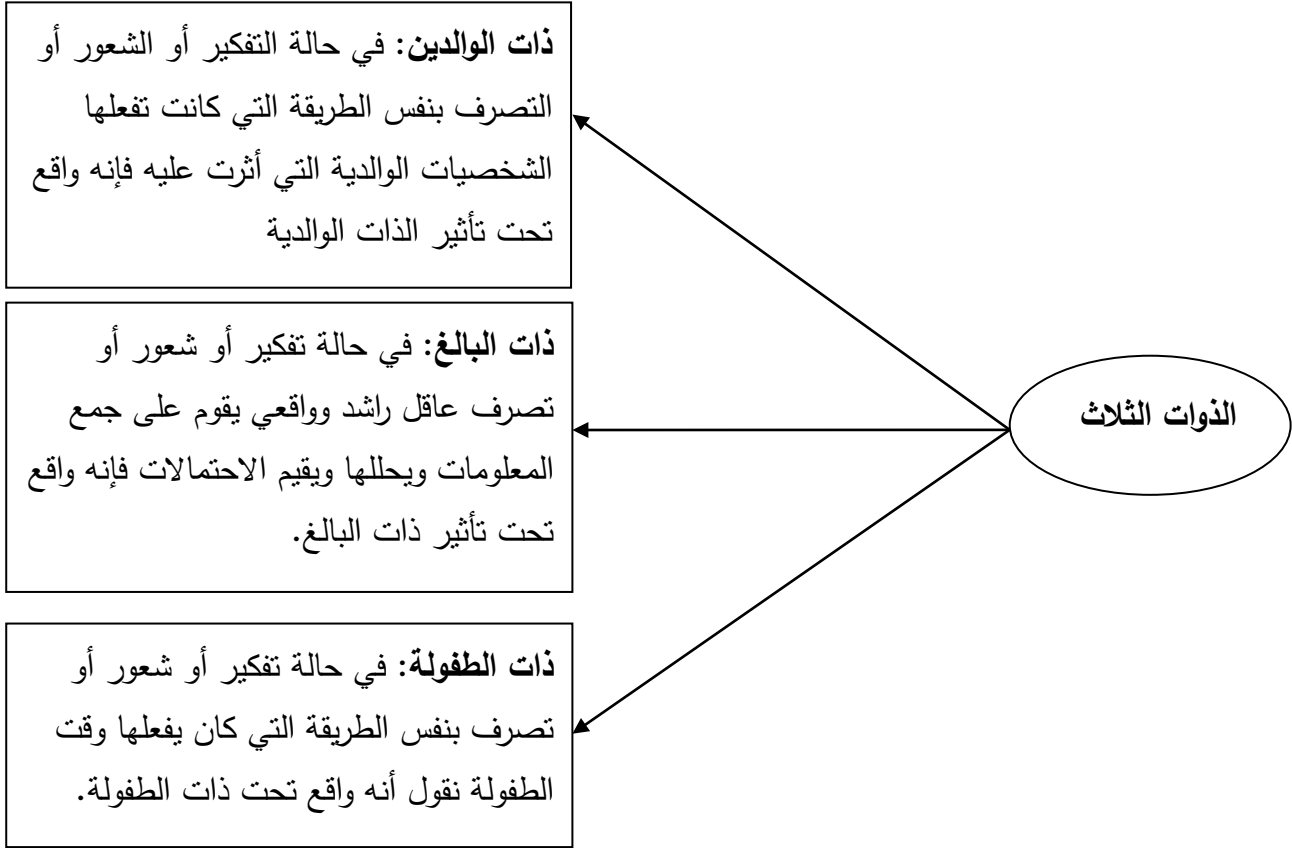 الذوات الثلاث
ذات الوالدين: في حالة التفكير أو الشعور أو
التصرف بنفس الطريقة التي كانت تفعلها
الشخصيات الوالدية التي أثرت عليه فإنه واقع
تحت تأثير الذات الوالدية
ذات البالغ: في حالة تفكير أو شعور أو
تصرف عاقل راشد وواقعي يقوم على جمع
المعلومات ويحللها ويقيم الاحتمالات فإنه واقع
تحت تأثير ذات البالغ.
ذات الطفولة: في حالة تفكير أو شعور أو
تصرف بنفس الطريقة التي كان يفعلها وقت
الطفولة نقول أنه واقع تحت ذات الطفولة.